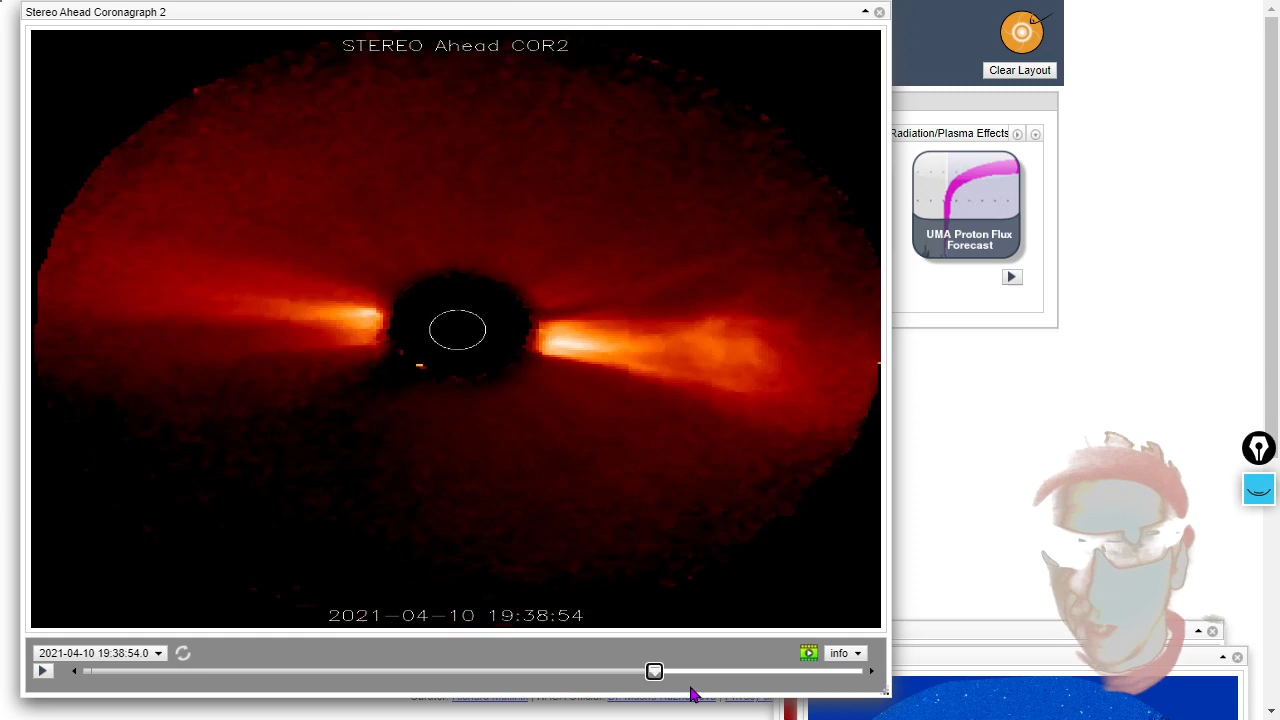 Stereo Ahead Coronagraph 2
STEREO Ahead COR2
Clear Layout
Radiation/Plasma Effects
UMA Proton Flux
Forecast
2021-04-10 19:38:54
2021-04-10 19:38:54.0
info